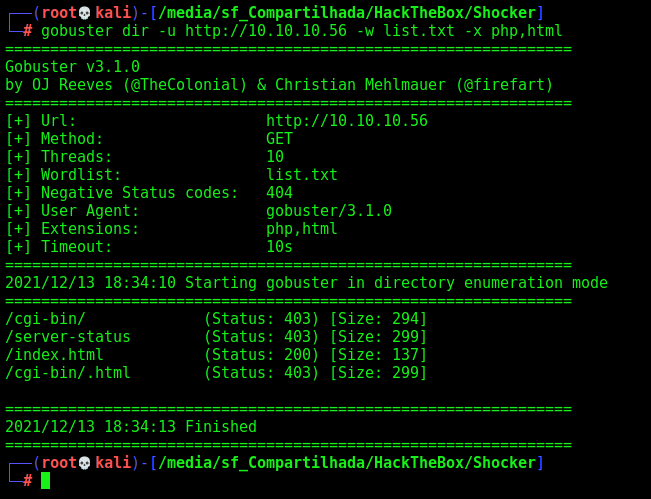 ┌──(root💀kali)-[/media/sf_Compartilhada/HackTheBox/Shocker]
└─# gobuster dir -u http://10.10.10.56 -w list.txt -x php,html
===============================================================
Gobuster v3.1.0
by OJ Reeves (@TheColonial) & Christian Mehlmauer (@firefart)
===============================================================
[+] Url:                     http://10.10.10.56
[+] Method:                  GET
[+] Threads:                 10
[+] Wordlist:                list.txt
[+] Negative Status codes:   404
[+] User Agent:              gobuster/3.1.0
[+] Extensions:              php,html
[+] Timeout:                 10s
===============================================================
2021/12/13 18:34:10 Starting gobuster in directory enumeration mode
===============================================================
/cgi-bin/             (Status: 403) [Size: 294]
/server-status        (Status: 403) [Size: 299]
/index.html           (Status: 200) [Size: 137]
/cgi-bin/.html        (Status: 403) [Size: 299]
===============================================================
2021/12/13 18:34:13 Finished
===============================================================
┌──(root💀kali)-[/media/sf_Compartilhada/HackTheBox/Shocker]
└─#